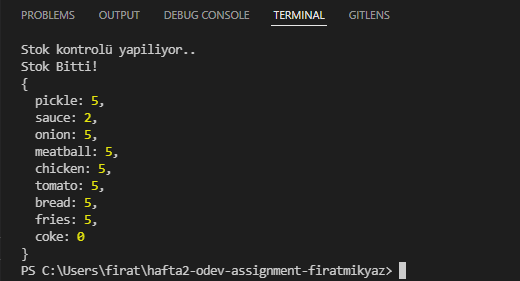 PROBLEMS OUTPUT DEBUG CONSOLE TERMINAL GITLENS
Stok kontrolü yapiliyor..
Stok Bitti!
{
  pickle: 5,
  sauce: 2,
  onion: 5,
  meatball: 5,
  chicken: 5,
  tomato: 5,
  bread: 5,
  fries: 5,
  coke: 0
}
PS C:\Users\firat\hafta2-odev-assignment-firatmikyaz>